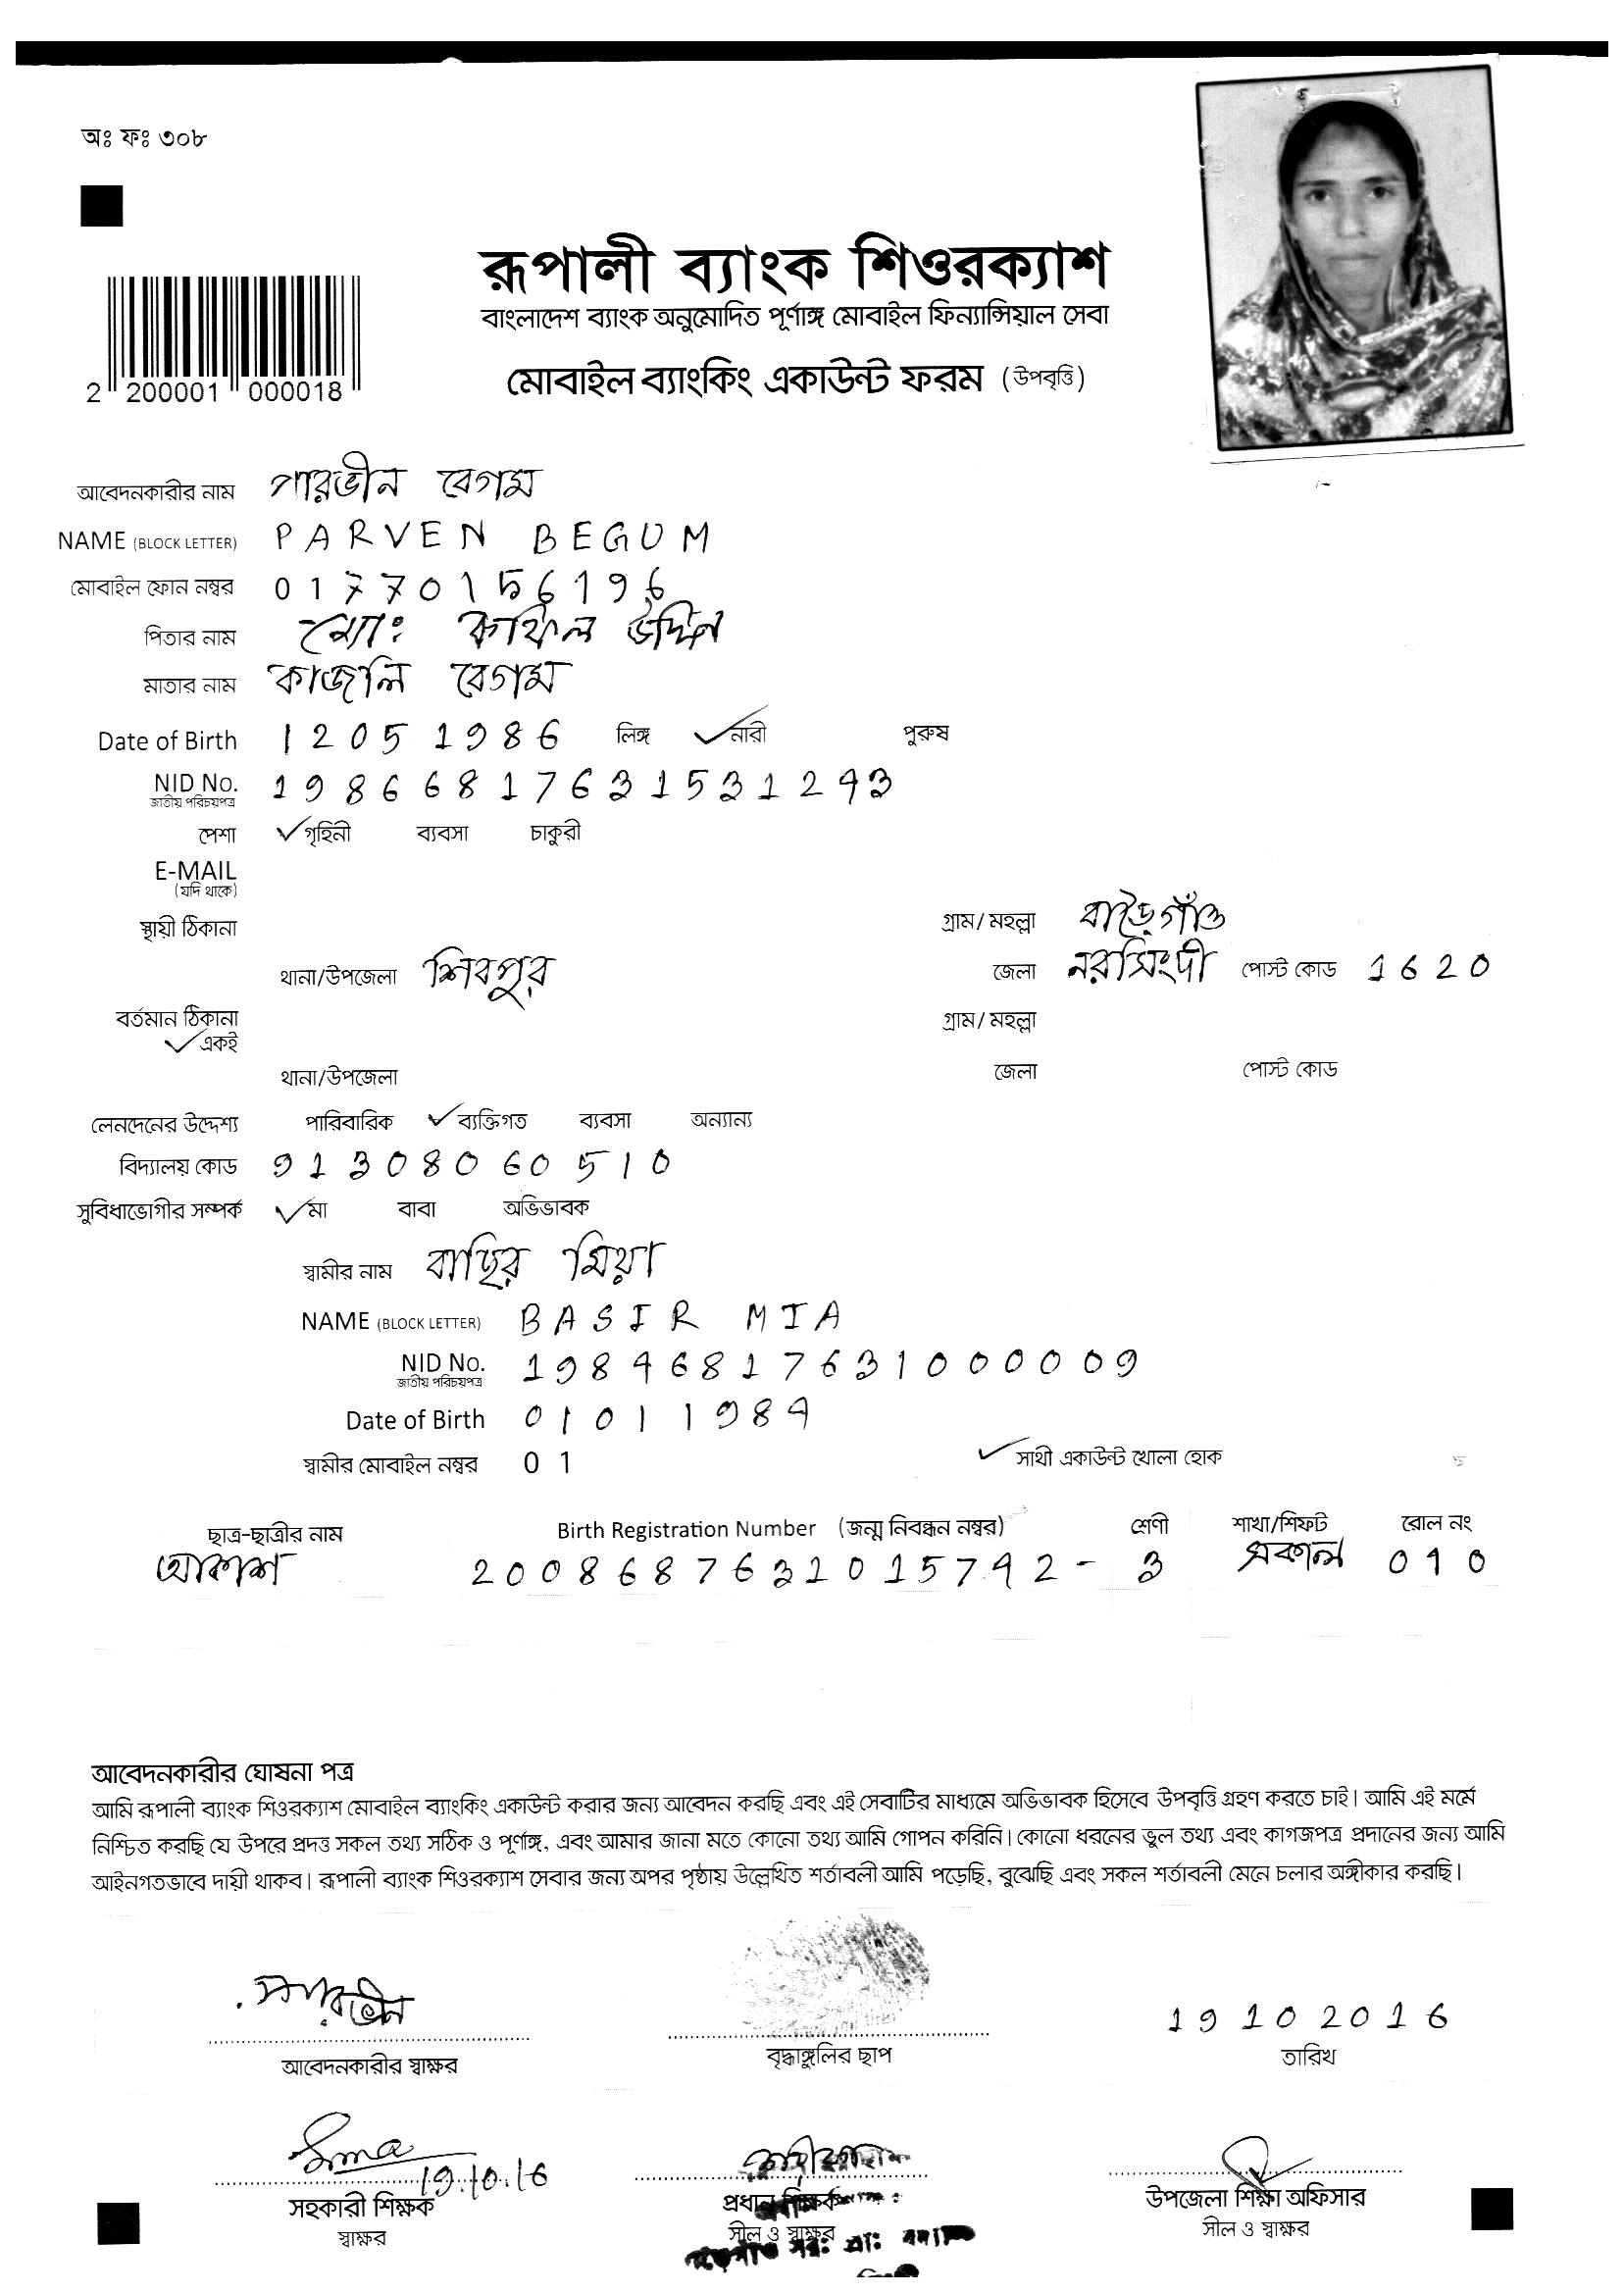 অঃ ফঃ ৩০৮
রূপালী ব্যাংক শিওরক্যাশ
বাংলাদেশ ব্যাংক অনুমোদিত পূর্ণাঙ্গ মোবাইল ফিন্যান্সিয়াল সেবা
মোবাইল ব্যাংকিং একাউন্ট ফরম (উপবৃত্তি)
2 200001 000018
আবেদনকারীর নাম পারভীন বেগম
NAME (BLOCK LETTER) PARVEN BEGUM
মোবাইল ফোন নম্বর 01770156196
পিতার নাম মোঃ কফিল উদ্দিন
মাতার নাম কাজলি বেগম
Date of Birth 12051986 লিঙ্গ নারী পুরুষ
NID No. 19866817631531243
জাতীয় পরিচয়পত্র
পেশা গৃহিনী ব্যবসা চাকুরী
E-MAIL
(যদি থাকে)
স্থায়ী ঠিকানা গ্রাম/মহল্লা বাড়ৈগাঁও
থানা/উপজেলা শিবপুর জেলা নরসিংদী পোস্ট কোড 1620
বর্তমান ঠিকানা গ্রাম/মহল্লা
একই
থানা/উপজেলা জেলা পোস্ট কোড
লেনদেনের উদ্দেশ্য পারিবারিক ব্যক্তিগত ব্যবসা অন্যান্য
বিদ্যালয় কোড 91308060510
সুবিধাভোগীর সম্পর্ক মা বাবা অভিভাবক
স্বামীর নাম বাছির মিয়া
NAME (BLOCK LETTER) BASIR MIA
NID No. 19846817631000009
জাতীয় পরিচয়পত্র
Date of Birth 01011984
স্বামীর মোবাইল নম্বর 01 সাথী একাউন্ট খোলা হোক
ছাত্র-ছাত্রীর নাম Birth Registration Number (জন্ম নিবন্ধন নম্বর) শ্রেণী শাখা/শিফট রোল নং
আকাশ 2008687631015742- 3 সকাল 010
আবেদনকারীর ঘোষনা পত্র
আমি রূপালী ব্যাংক শিওরক্যাশ মোবাইল ব্যাংকিং একাউন্ট করার জন্য আবেদন করছি এবং এই সেবাটির মাধ্যমে অভিভাবক হিসেবে উপবৃত্তি গ্রহণ করতে চাই। আমি এই মর্মে
নিশ্চিত করছি যে উপরে প্রদত্ত সকল তথ্য সঠিক ও পূর্ণাঙ্গ, এবং আমার জানা মতে কোনো তথ্য আমি গোপন করিনি। কোনো ধরনের ভুল তথ্য এবং কাগজপত্র প্রদানের জন্য আমি
আইনগতভাবে দায়ী থাকব। রূপালী ব্যাংক শিওরক্যাশ সেবার জন্য অপর পৃষ্ঠায় উল্লেখিত শর্তাবলী আমি পড়েছি, বুঝেছি এবং সকল শর্তাবলী মেনে চলার অঙ্গীকার করছি।
পারভীন 19102016
আবেদনকারীর স্বাক্ষর বৃদ্ধাঙ্গুলির ছাপ তারিখ
19.10.16
সহকারী শিক্ষক প্রধান শিক্ষক উপজেলা শিক্ষা অফিসার
স্বাক্ষর সীল ও স্বাক্ষর সীল ও স্বাক্ষর